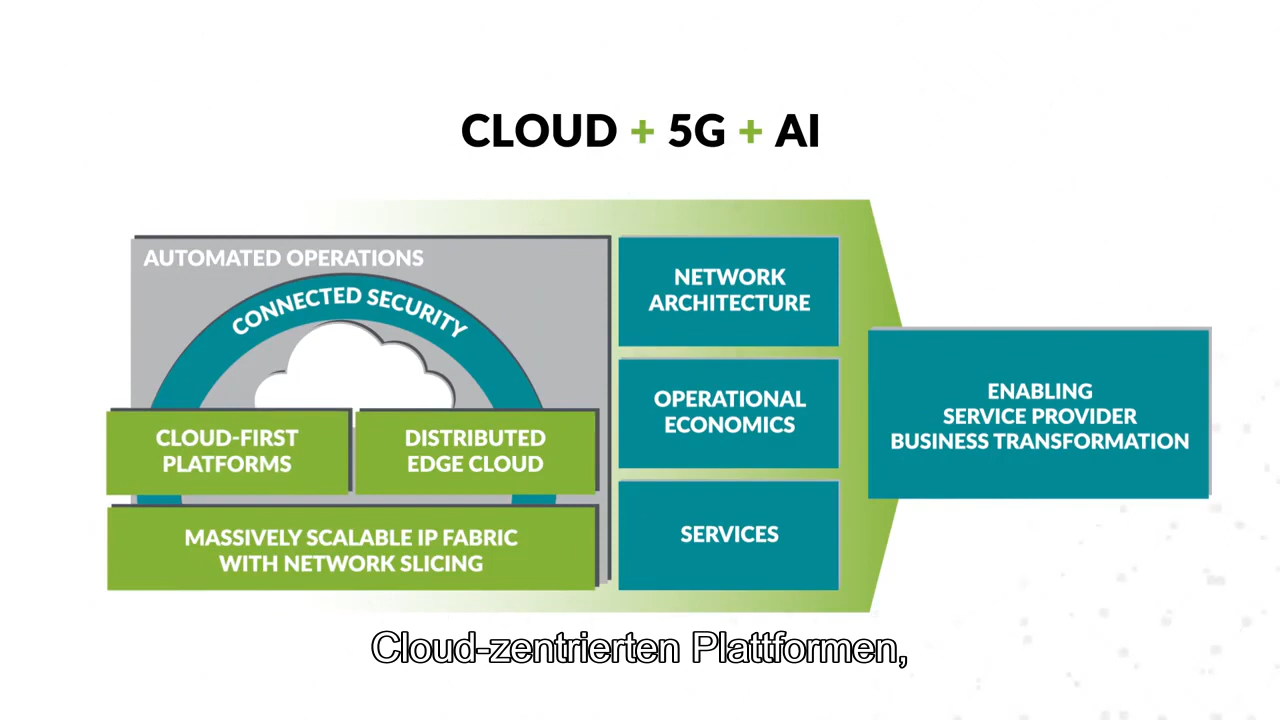 CLOUD + 5G + AI
AUTOMATED OPERATIONS
CONNECTED SECURITY
CLOUD-FIRST
PLATFORMS
DISTRIBUTED
EDGE CLOUD
MASSIVELY SCALABLE IP FABRIC
WITH NETWORK SLICING
NETWORK
ARCHITECTURE
OPERATIONAL
ECONOMICS
SERVICES
ENABLING
SERVICE PROVIDER
BUSINESS TRANSFORMATION
Cloud-zentrierten Plattformen,